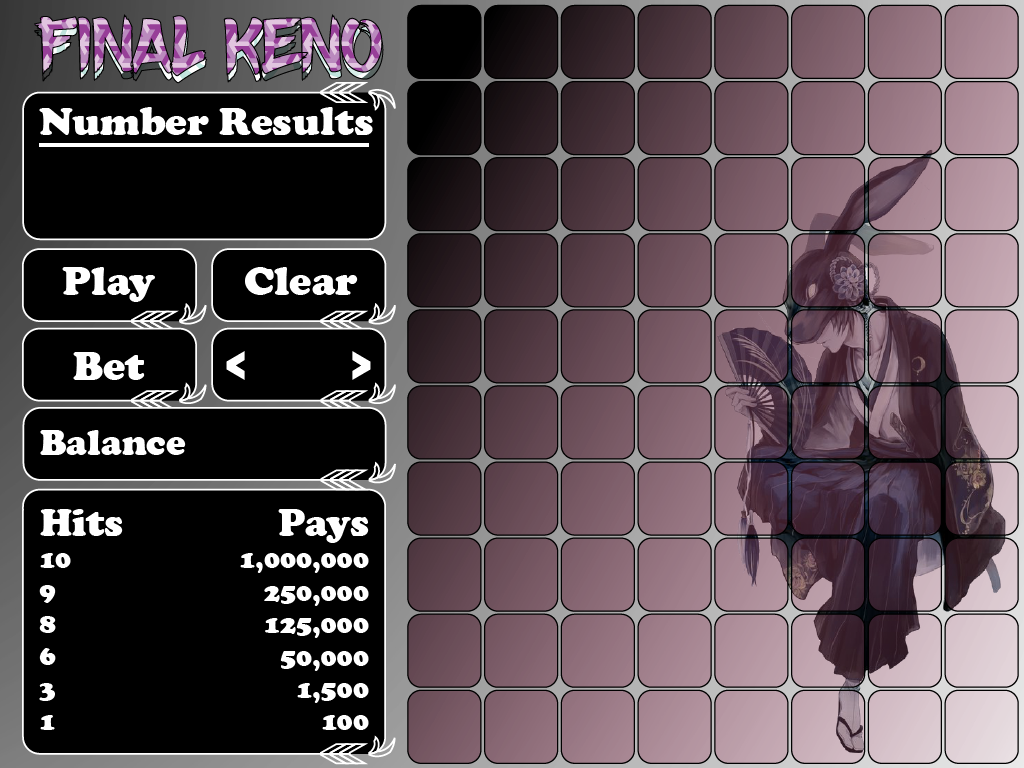 FINAL KENO
Number Results
Play
Clear
Bet
< >
Balance
Hits Pays
10 1,000,000
9 250,000
8 125,000
6 50,000
3 1,500
1 100